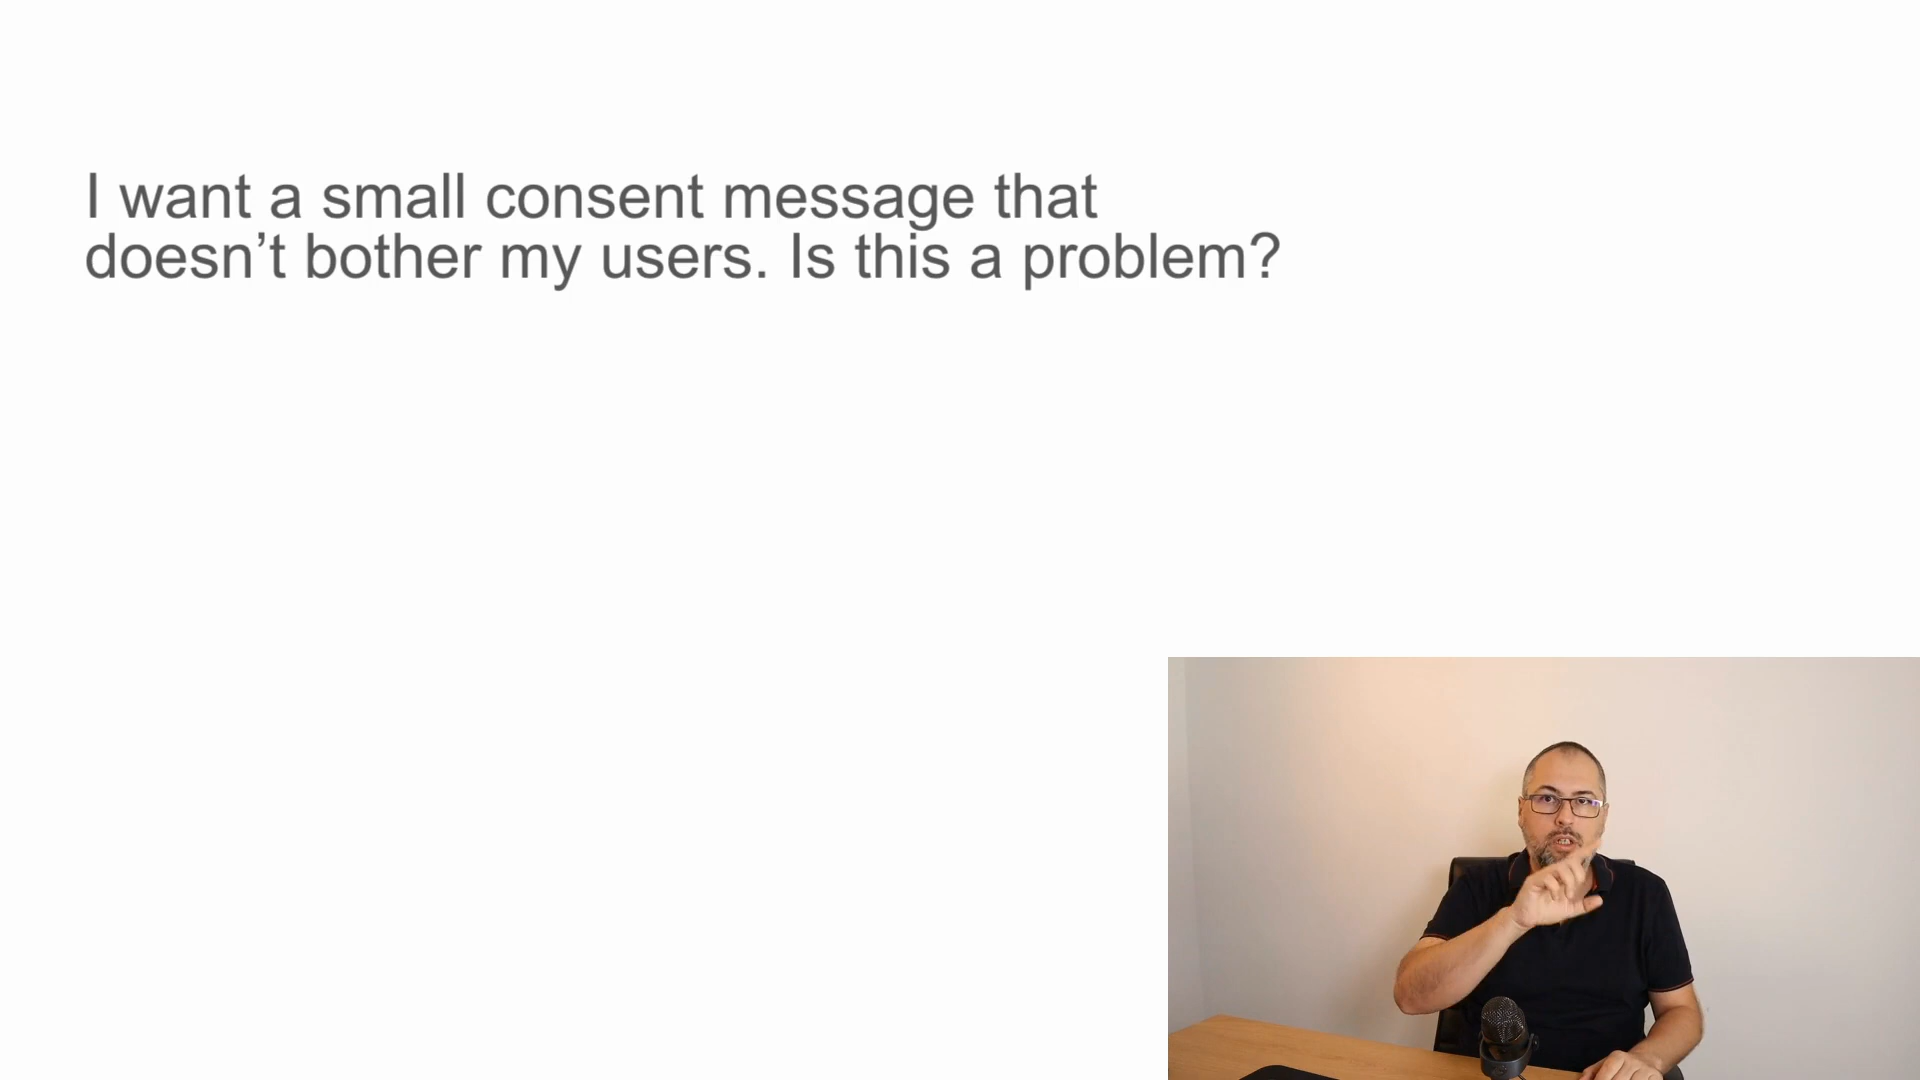 I want a small consent message that
doesn’t bother my users. Is this a problem?